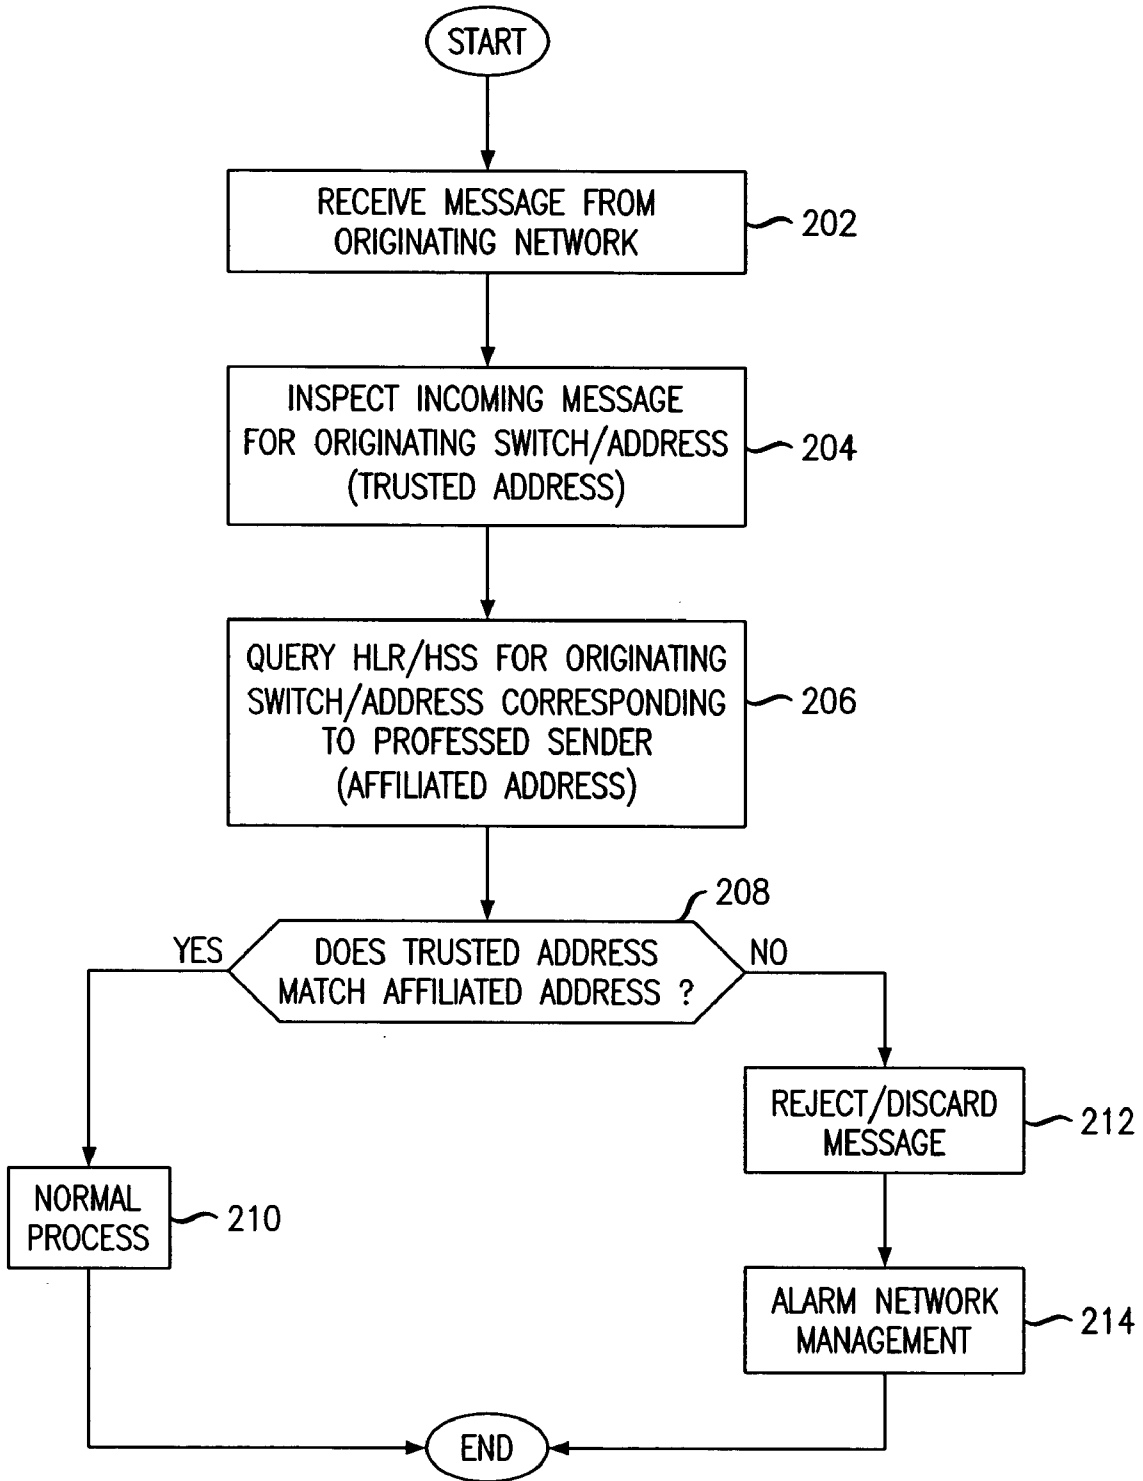 START
RECEIVE MESSAGE FROM
ORIGINATING NETWORK
202
INSPECT INCOMING MESSAGE
FOR ORIGINATING SWITCH/ADDRESS
(TRUSTED ADDRESS)
204
QUERY HLR/HSS FOR ORIGINATING
SWITCH/ADDRESS CORRESPONDING
TO PROFESSED SENDER
(AFFILIATED ADDRESS)
206
208
YES
DOES TRUSTED ADDRESS
MATCH AFFILIATED ADDRESS ?
NO
REJECT/DISCARD
MESSAGE
212
NORMAL
PROCESS
210
ALARM NETWORK
MANAGEMENT
214
END